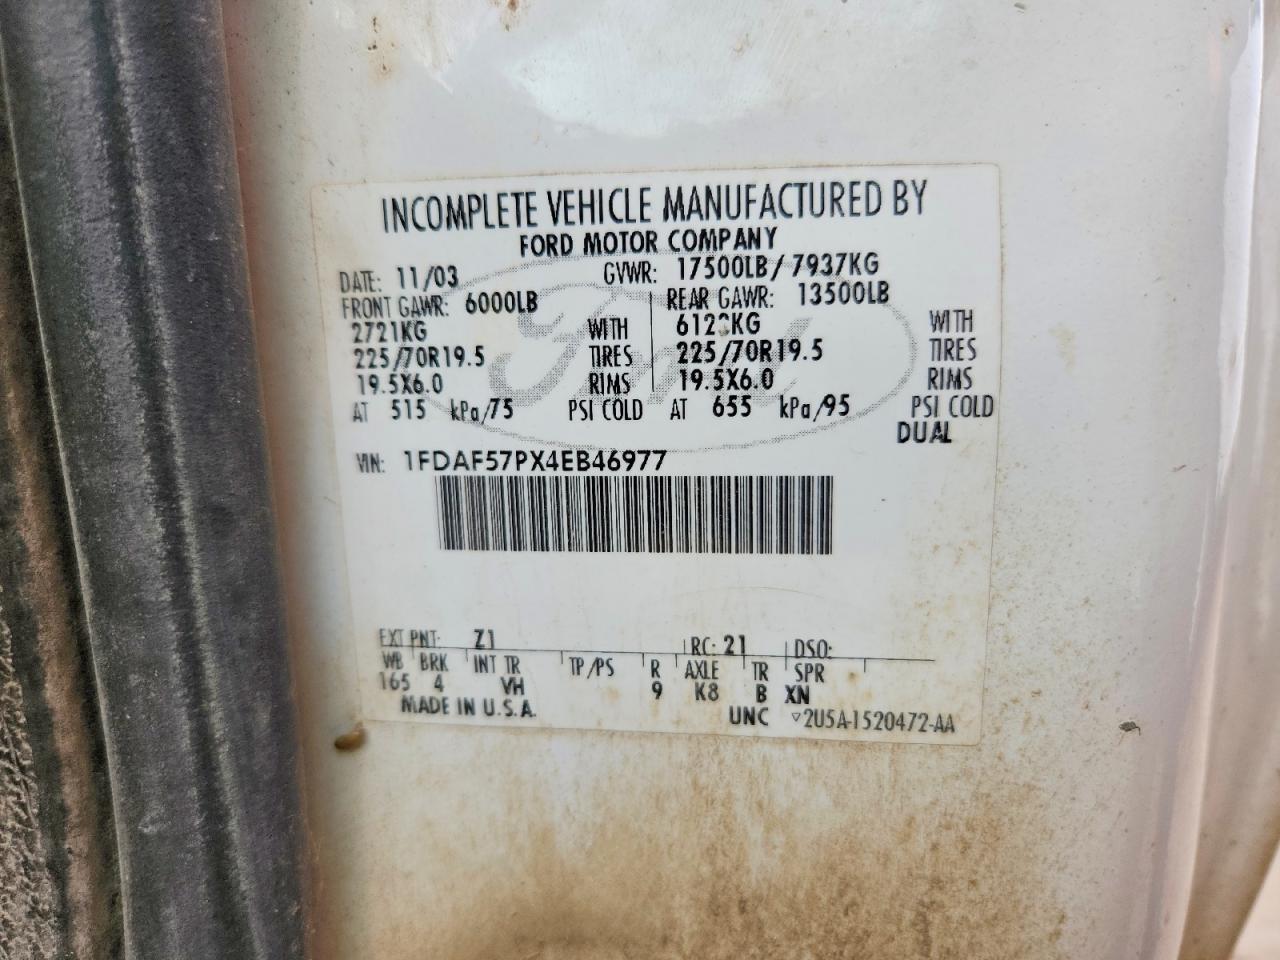 INCOMPLETE VEHICLE MANUFACTURED BY
FORD MOTOR COMPANY
DATE: 11/03 GVWR: 17500LB/ 7937KG
FRONT GAWR: 6000LB REAR GAWR: 13500LB
2721KG WITH 6123KG WITH
225/70R19.5 TIRES 225/70R19.5 TIRES
19.5X6.0 RIMS 19.5X6.0 RIMS
AT 515 kPa/75 PSI COLD AT 655 kPa/95 PSI COLD
DUAL
VIN: 1FDAF57PX4EB46977
Ford
EXT PNT: Z1 RC: 21 DSO:
WB BRK INT TR TP/PS R AXLE TR SPR
165 4 VH 9 K8 B XN
MADE IN U.S.A.
UNC ▽2U5A-1520472-AA